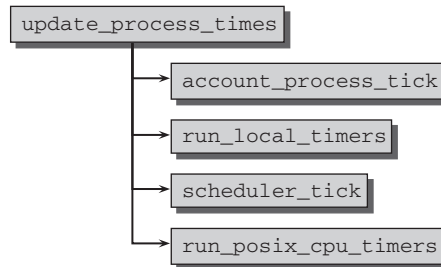 update_process_times
account_process_tick
run_local_timers
scheduler_tick
run_posix_cpu_timers